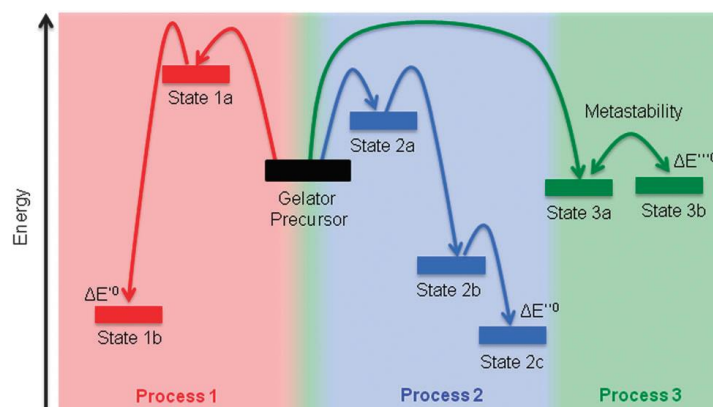 Energy
State 1a
State 2a
Metastability
ΔE'''⁰
Gelator
Precursor
State 3a
State 3b
ΔE'⁰
State 1b
State 2b
ΔE''⁰
State 2c
Process 1
Process 2
Process 3